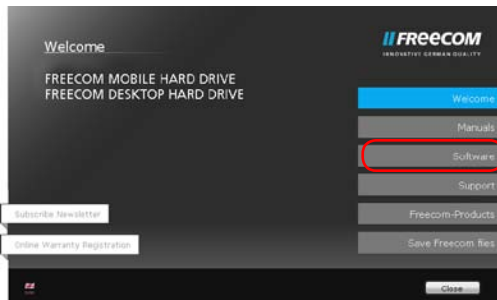 Welcome
FREECOM MOBILE HARD DRIVE
FREECOM DESKTOP HARD DRIVE
FREECOM
INNOVATIVE GERMAN QUALITY
Welcome
Manuals
Software
Support
Freecom-Products
Save Freecom files
Subscribe Newsletter
Online Warranty Registration
Close